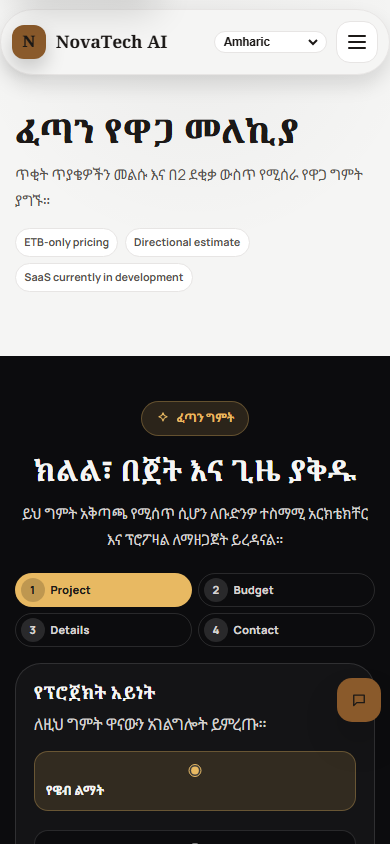 N NovaTech AI Amharic
ፈጣን የዋጋ መለኪያ
ጥቂት ጥያቄዎችን መልሱ እና በ2 ደቂቃ ውስጥ የሚሰራ የዋጋ ግምት
ያግኙ።
ETB-only pricing Directional estimate
SaaS currently in development
ፈጣን ግምት
ክልል፣ በጀት እና ጊዜ ያቅዱ
ይህ ግምት አቅጣጫ የሚሰጥ ሲሆን ለቡድንዎ ተስማሚ አርክቴክቸር
እና ፕሮፖዛል ለማዘጋጀት ይረዳናል።
1 Project 2 Budget
3 Details 4 Contact
የፕሮጀክት አይነት
ለዚህ ግምት ዋናውን አገልግሎት ይምረጡ።
የዌብ ልማት